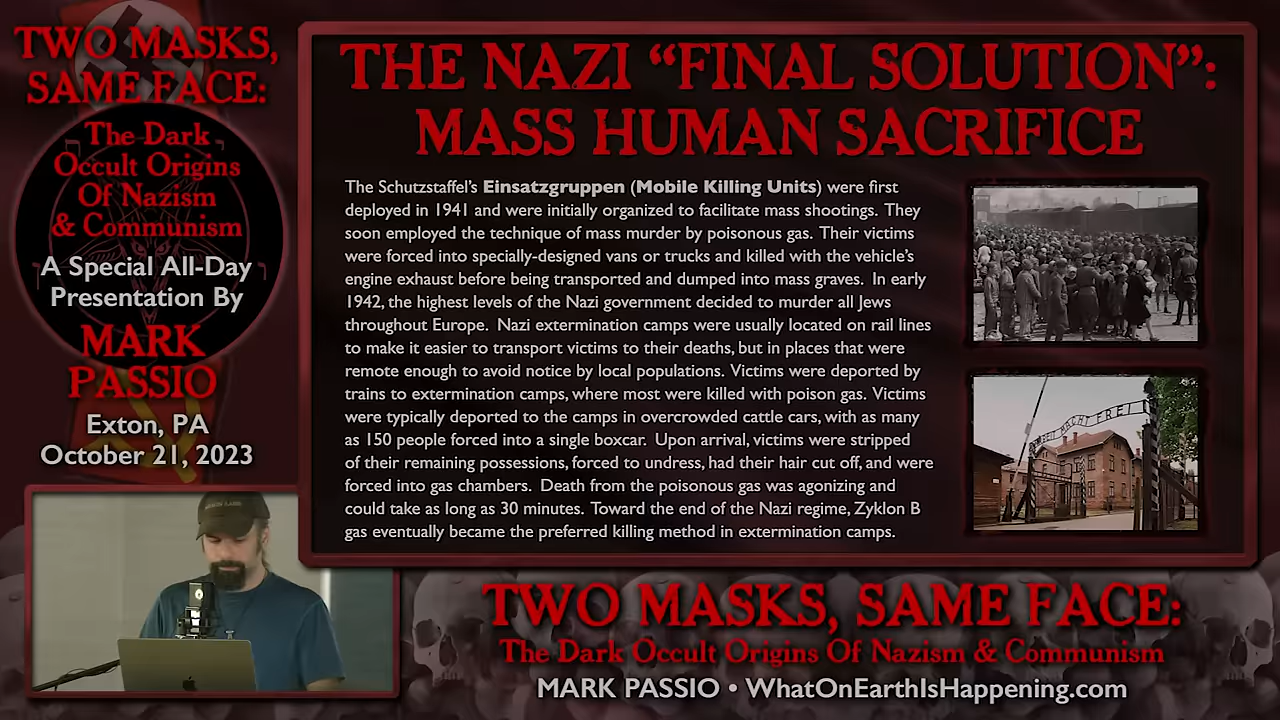 TWO MASKS,
SAME FACE:
The Dark
Occult Origins
Of Nazism
& Communism
A Special All-Day
Presentation By
MARK
PASSIO
Exton, PA
October 21, 2023
THE NAZI “FINAL SOLUTION”:
MASS HUMAN SACRIFICE
The Schutzstaffel’s Einsatzgruppen (Mobile Killing Units) were first
deployed in 1941 and were initially organized to facilitate mass shootings. They
soon employed the technique of mass murder by poisonous gas. Their victims
were forced into specially-designed vans or trucks and killed with the vehicle’s
engine exhaust before being transported and dumped into mass graves. In early
1942, the highest levels of the Nazi government decided to murder all Jews
throughout Europe. Nazi extermination camps were usually located on rail lines
to make it easier to transport victims to their deaths, but in places that were
remote enough to avoid notice by local populations. Victims were deported by
trains to extermination camps, where most were killed with poison gas. Victims
were typically deported to the camps in overcrowded cattle cars, with as many
as 150 people forced into a single boxcar. Upon arrival, victims were stripped
of their remaining possessions, forced to undress, had their hair cut off, and were
forced into gas chambers. Death from the poisonous gas was agonizing and
could take as long as 30 minutes. Toward the end of the Nazi regime, Zyklon B
gas eventually became the preferred killing method in extermination camps.
TWO MASKS, SAME FACE:
The Dark Occult Origins Of Nazism & Communism
MARK PASSIO • WhatOnEarthIsHappening.com